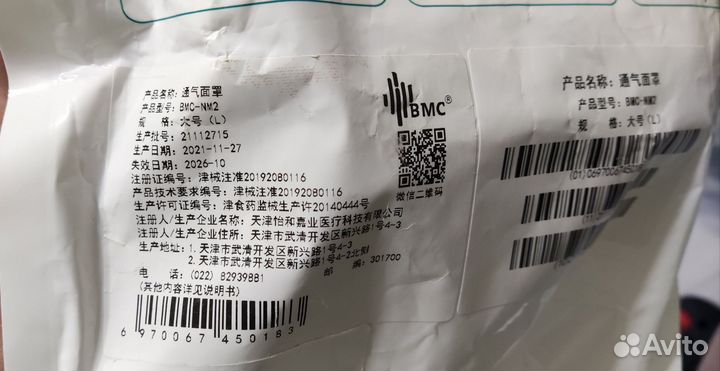 产品名称：通气面罩
产品型号：BMC-NM2
规 格：大号（L）
生产批号：21112715
生产日期：2021-11-27
失效日期：2026-10
注册证编号：津械注准20192080116
产品技术要求编号：津械注准20192080116
生产许可证编号：津食药监械生产许20140444号
注册人/生产企业名称：天津怡和嘉业医疗科技有限公司
注册人/生产企业住所：天津市武清开发区新兴路1号4-3
生产地址：1.天津市武清开发区新兴路1号4-3
2.天津市武清开发区新兴路1号4-2北侧
电 话：(022) 82939881 邮 编：301700
(其他内容详见说明书)
6 970067 450183
BMC®
微信二维码
产品名称：通气面罩
产品型号：BMC-NM2
规 格：大号（L）
Avito